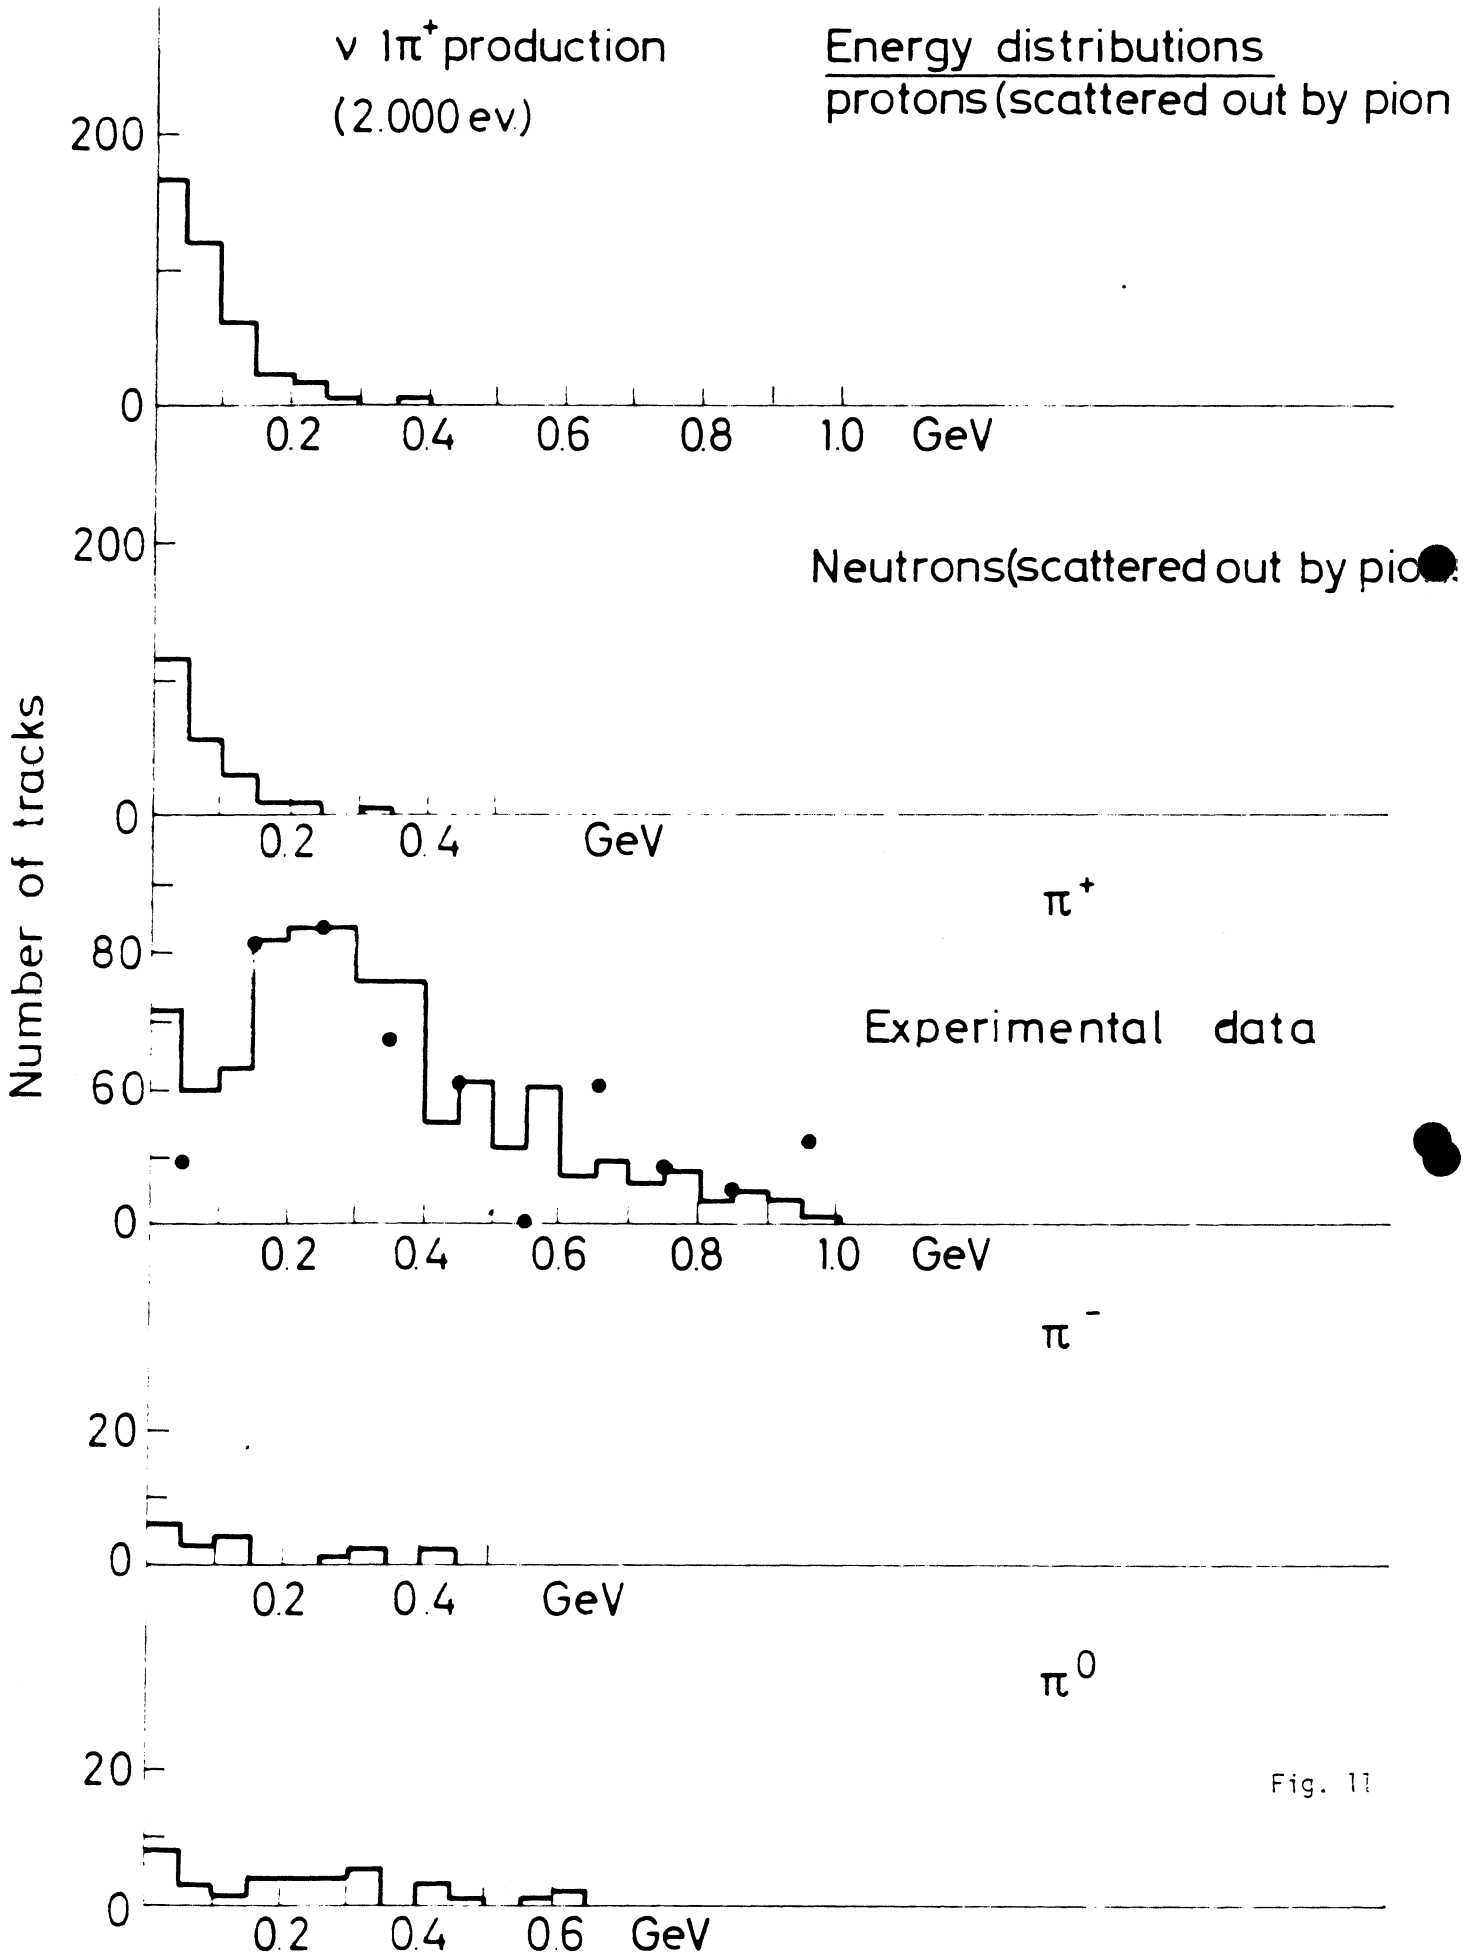 ν 1π⁺ production
(2.000 ev.)
Energy distributions
protons (scattered out by pion
200
0
0.2 0.4 0.6 0.8 1.0 GeV
200
Neutrons (scattered out by
0
0.2 0.4 GeV
Number of tracks
π⁺
80
Experimental data
60
0
0.2 0.4 0.6 0.8 1.0 GeV
π⁻
20
0
0.2 0.4 GeV
π⁰
20
Fig. 11
0
0.2 0.4 0.6 GeV